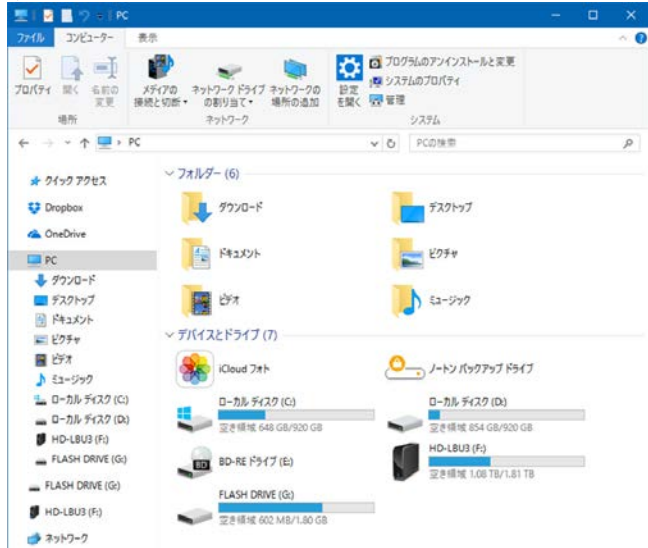 PC
ファイル コンピューター 表示
プロパティ 開く 名前の変更 メディアの接続と切断 ネットワーク ドライブの割り当て ネットワークの場所の追加 設定を開く プログラムのアンインストールと変更
システムのプロパティ
管理
場所 ネットワーク システム
PC PCの検索
クイック アクセス
Dropbox
OneDrive
PC
ダウンロード
デスクトップ
ドキュメント
ピクチャ
ビデオ
ミュージック
ローカル ディスク (C:)
ローカル ディスク (D:)
HD-LBU3 (F:)
FLASH DRIVE (G:)
FLASH DRIVE (G:)
HD-LBU3 (F:)
ネットワーク
フォルダー (6)
ダウンロード デスクトップ
ドキュメント ピクチャ
ビデオ ミュージック
デバイスとドライブ (7)
iCloud フォト ノートン バックアップ ドライブ
ローカル ディスク (C:) ローカル ディスク (D:)
空き領域 648 GB/920 GB 空き領域 854 GB/920 GB
BD-RE ドライブ (E:) HD-LBU3 (F:)
空き領域 1.08 TB/1.81 TB
FLASH DRIVE (G:)
空き領域 602 MB/1.80 GB